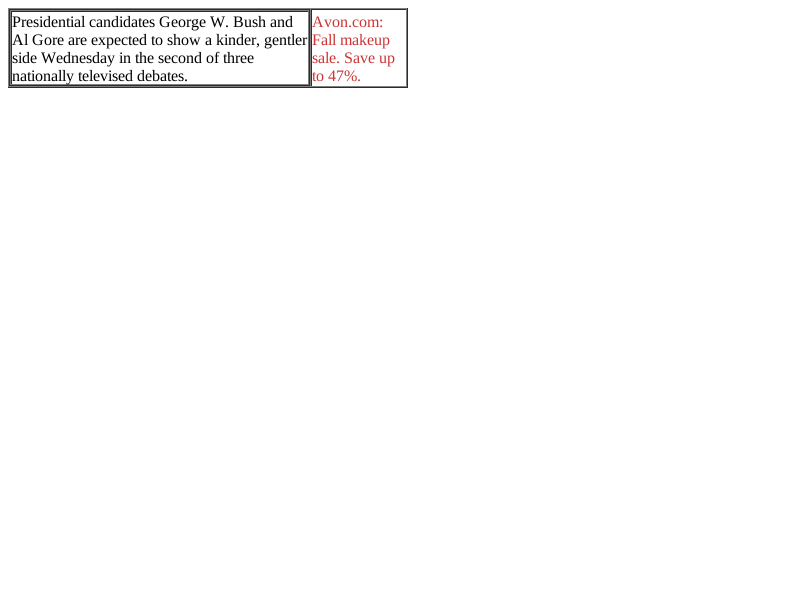 Presidential candidates George W. Bush and
Al Gore are expected to show a kinder, gentler
side Wednesday in the second of three
nationally televised debates.
Avon.com:
Fall makeup
sale. Save up
to 47%.